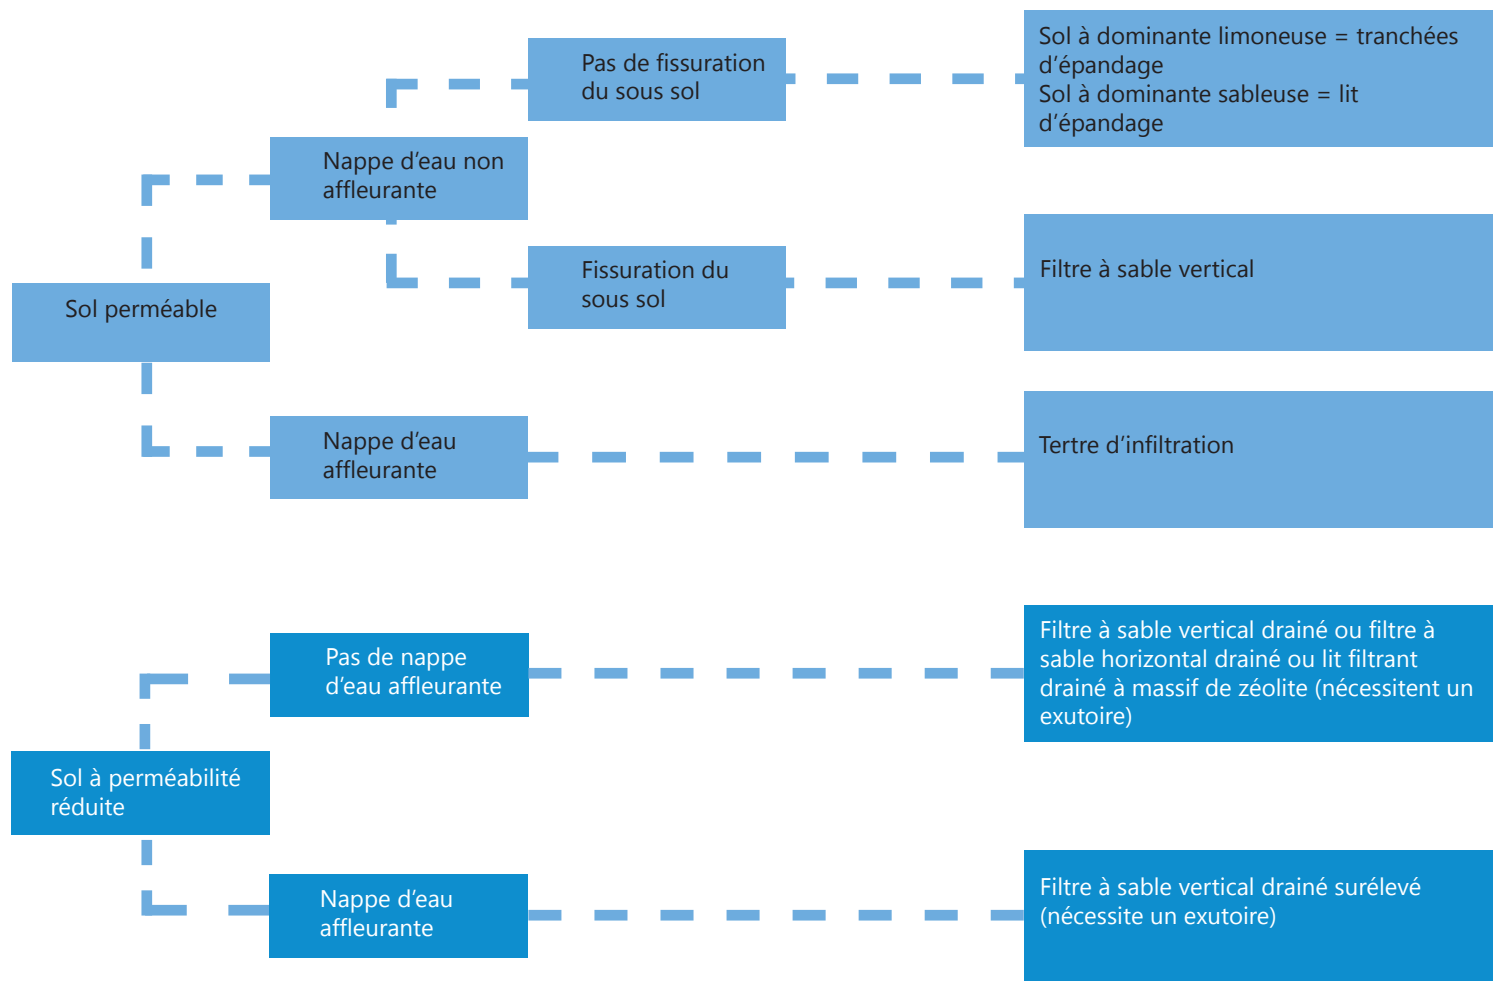 Sol perméable
Nappe d’eau non
affleurante
Pas de fissuration
du sous sol
Sol à dominante limoneuse = tranchées
d’épandage
Sol à dominante sableuse = lit
d’épandage
Fissuration du
sous sol
Filtre à sable vertical
Nappe d’eau
affleurante
Tertre d’infiltration
Sol à perméabilité
réduite
Pas de nappe
d’eau affleurante
Filtre à sable vertical drainé ou filtre à
sable horizontal drainé ou lit filtrant
drainé à massif de zéolite (nécessitent un
exutoire)
Nappe d’eau
affleurante
Filtre à sable vertical drainé surélevé
(nécessite un exutoire)